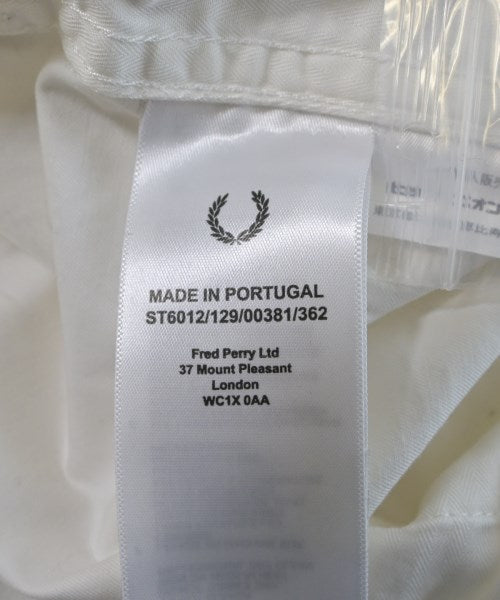 MADE IN PORTUGAL
ST6012/129/00381/362
Fred Perry Ltd
37 Mount Pleasant
London
WC1X 0AA